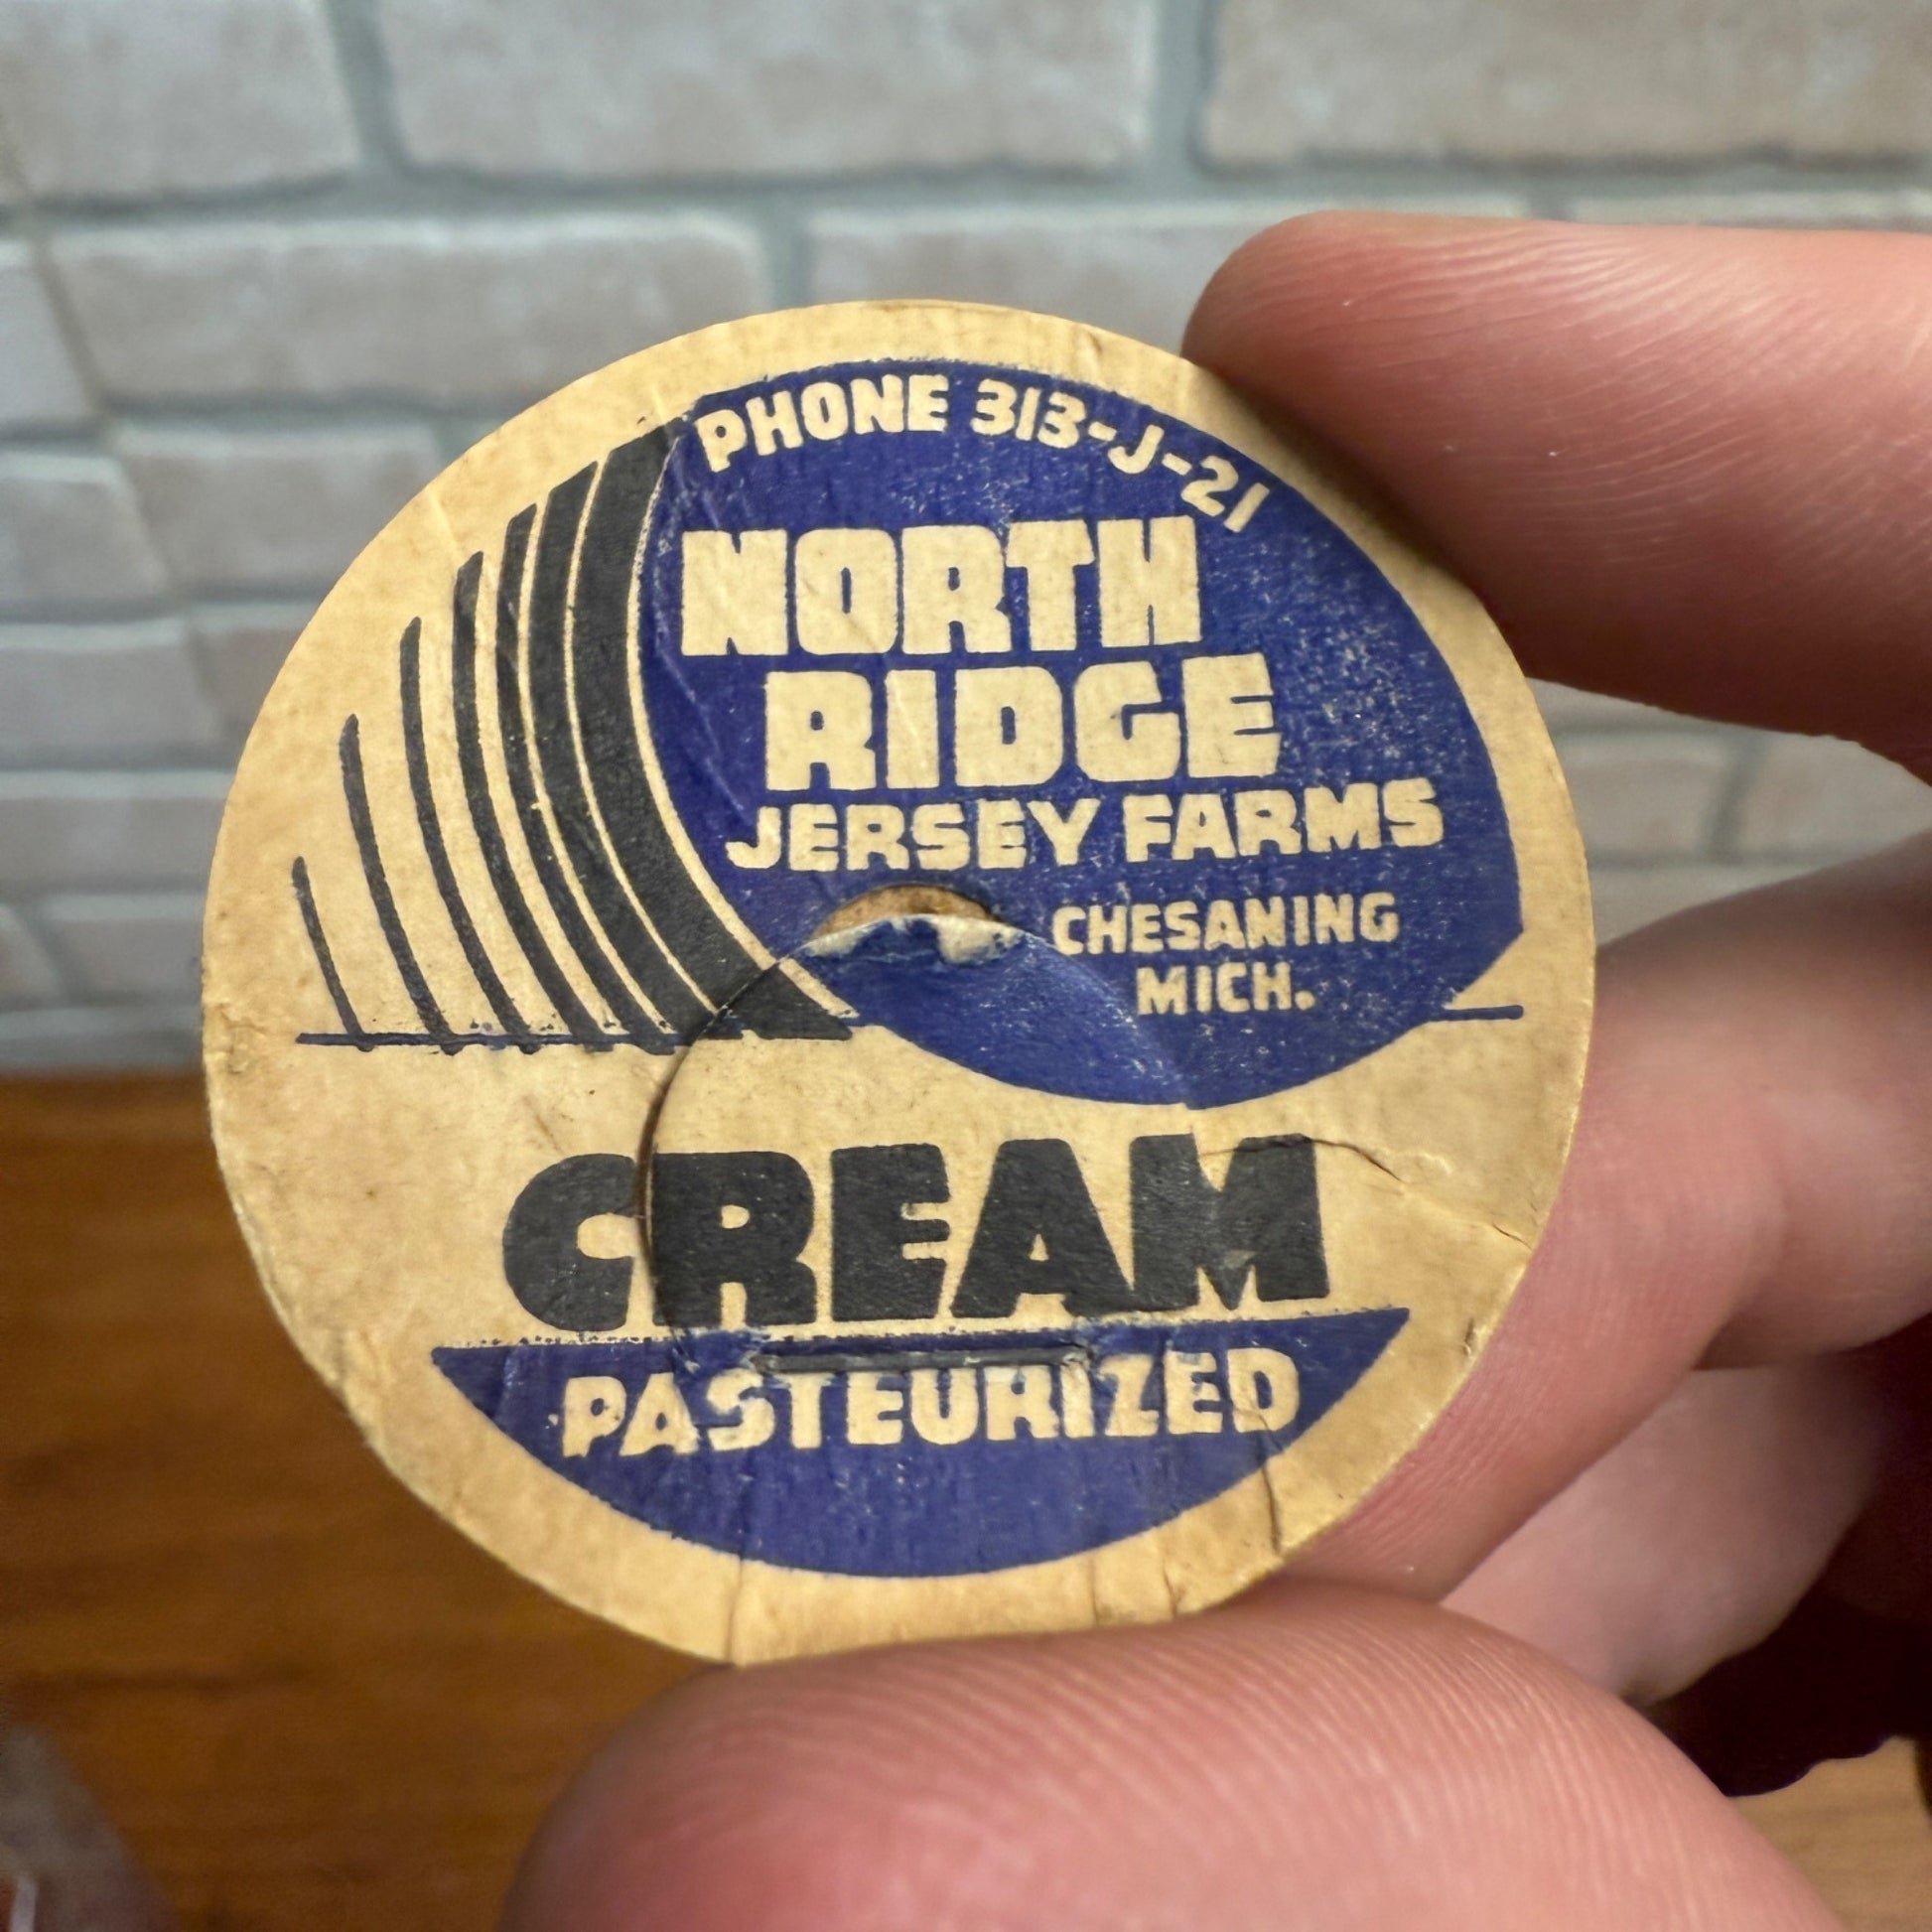 PHONE 313-J-21
NORTH
RIDGE
JERSEY FARMS
CHESANING
MICH.
CREAM
PASTEURIZED